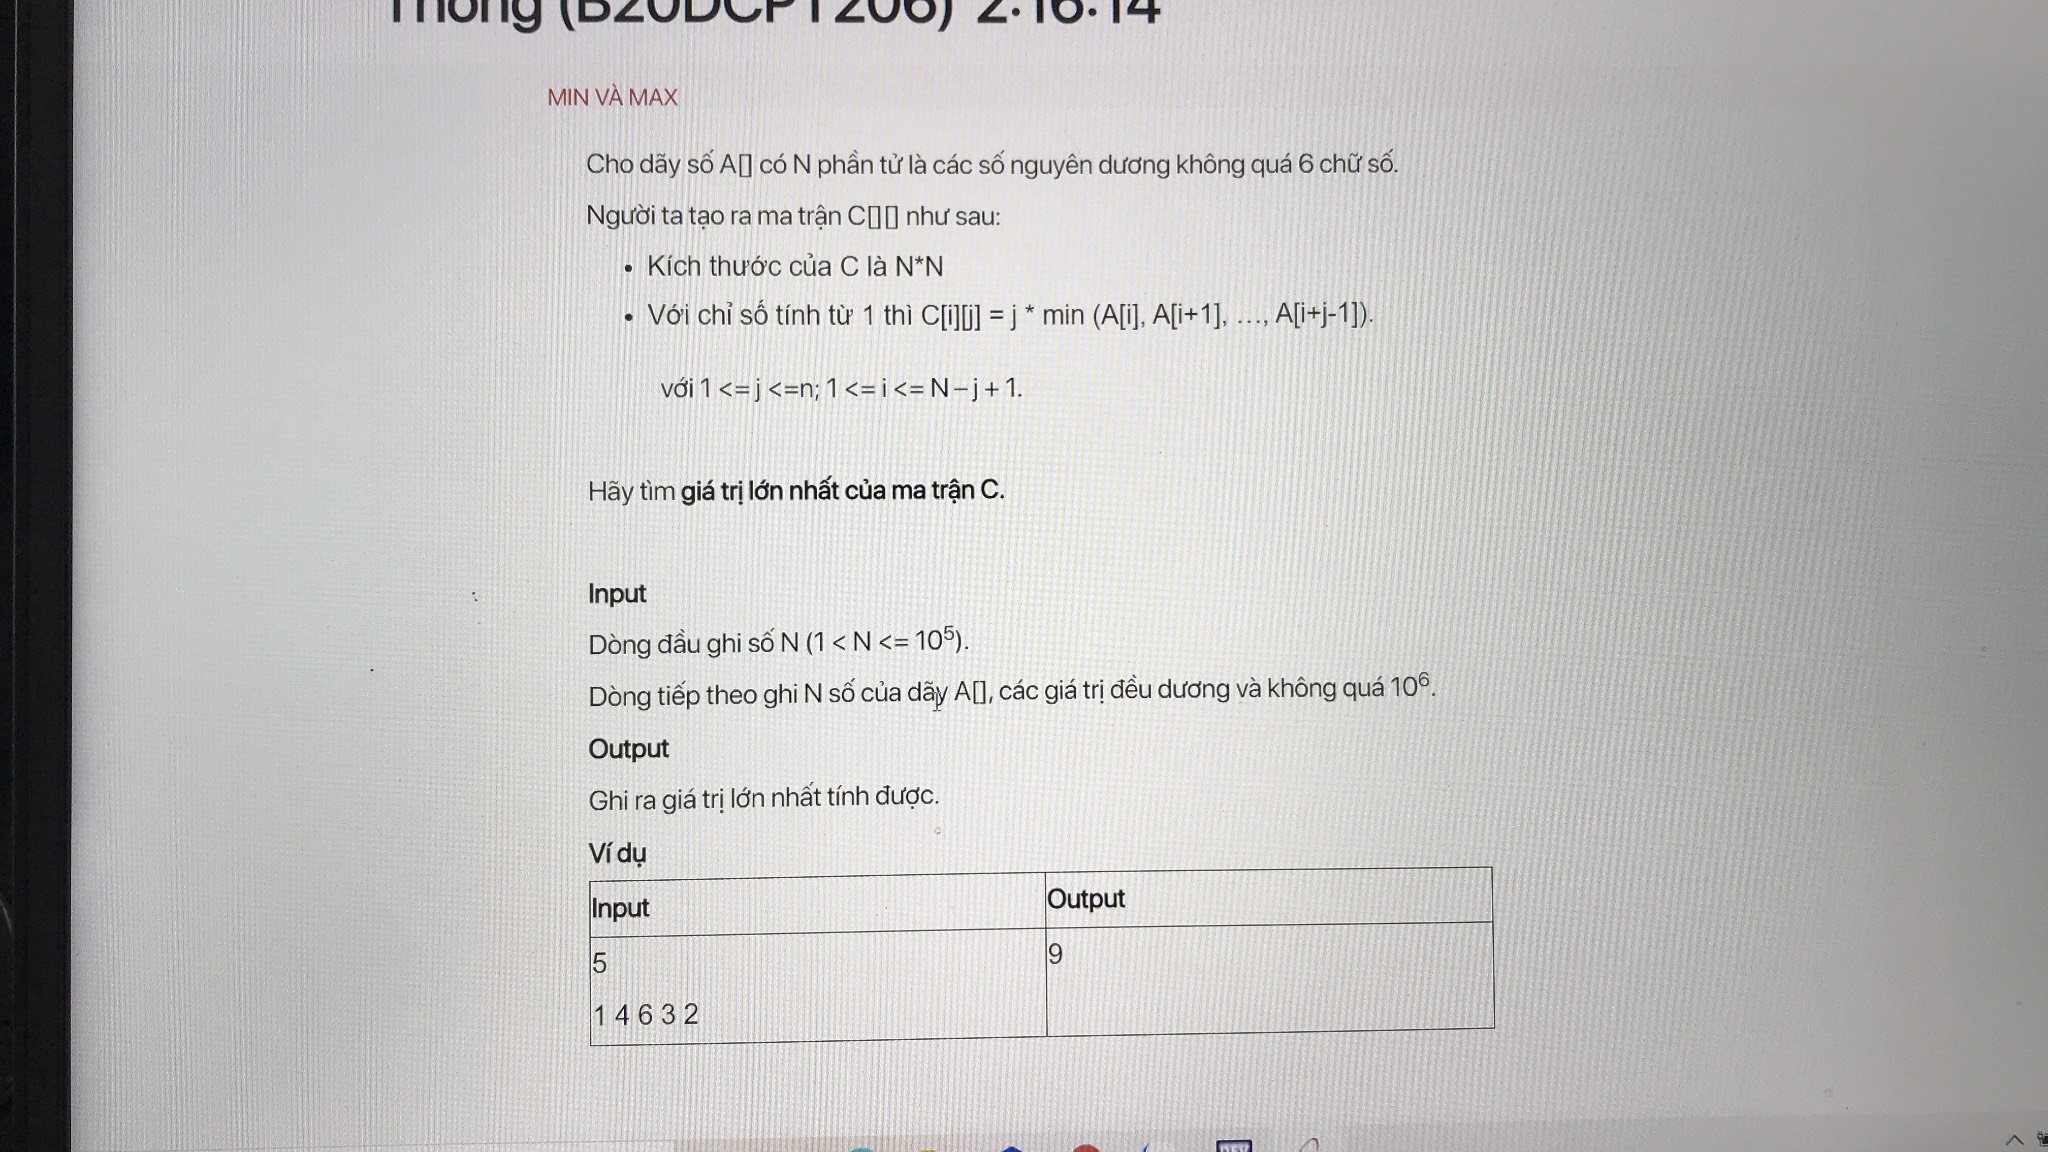 Thông (B20DCPT206) 2:16:14
MIN VÀ MAX
Cho dãy số A[] có N phần tử là các số nguyên dương không quá 6 chữ số.
Người ta tạo ra ma trận C[][] như sau:
• Kích thước của C là N*N
• Với chỉ số tính từ 1 thì C[i][j] = j * min (A[i], A[i+1], …, A[i+j-1]).
với 1 <= j <=n; 1 <= i <= N – j + 1.
Hãy tìm giá trị lớn nhất của ma trận C.
Input
Dòng đầu ghi số N (1 < N <= 10⁵).
Dòng tiếp theo ghi N số của dãy A[], các giá trị đều dương và không quá 10⁶.
Output
Ghi ra giá trị lớn nhất tính được.
Ví dụ
Input Output
5 9
1 4 6 3 2